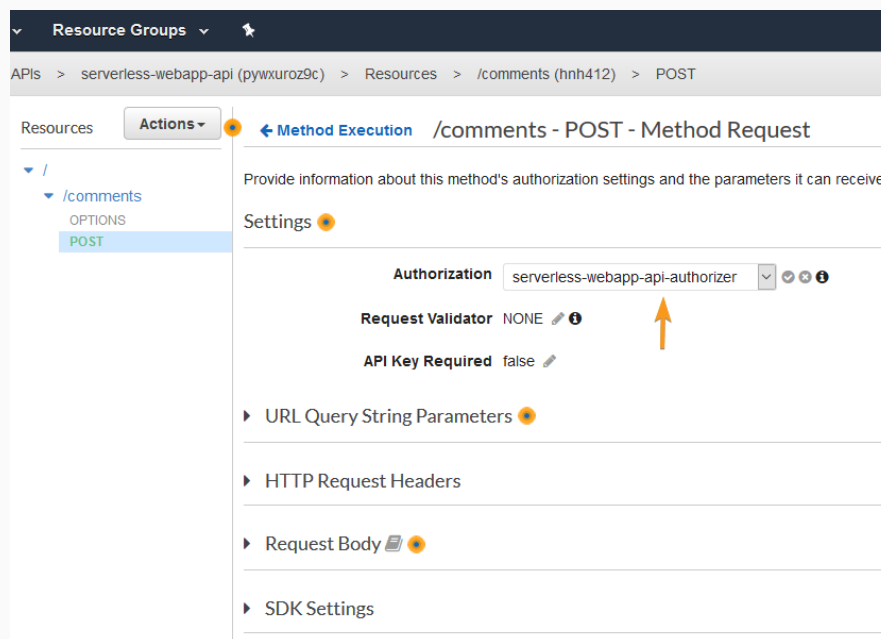 Resource Groups
APIs > serverless-webapp-api (pywxuroz9c) > Resources > /comments (hnh412) > POST
Resources
Actions
Method Execution /comments - POST - Method Request
/
/comments
OPTIONS
POST
Provide information about this method's authorization settings and the parameters it can receive
Settings
Authorization serverless-webapp-api-authorizer
Request Validator NONE
API Key Required false
URL Query String Parameters
HTTP Request Headers
Request Body
SDK Settings